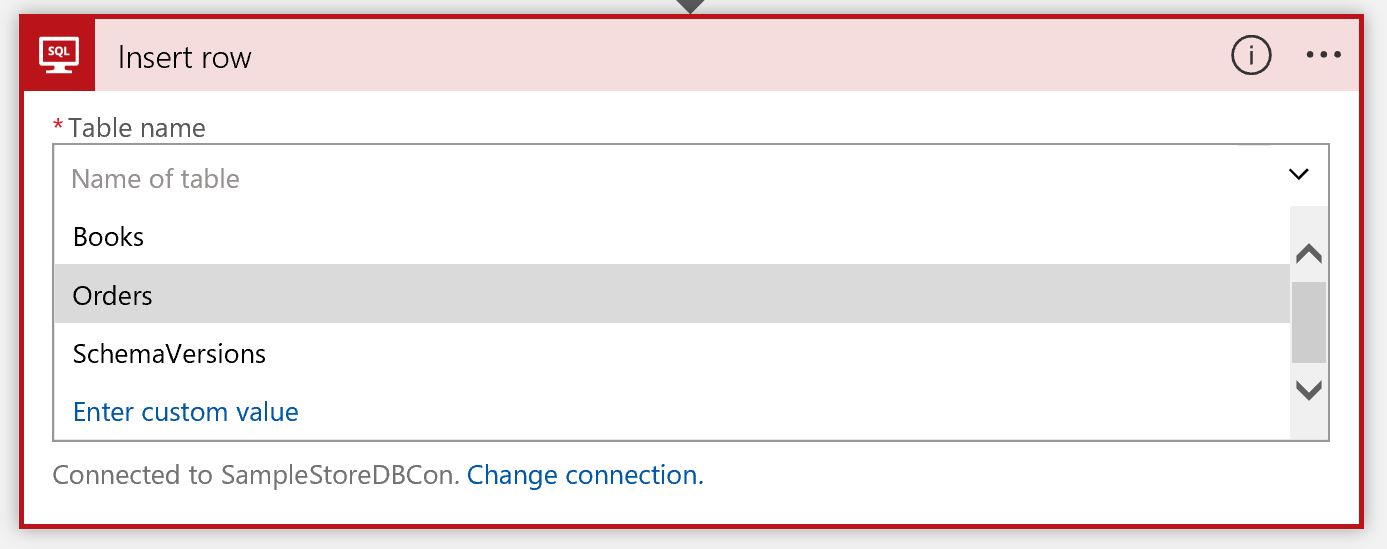 SQL
Insert row
* Table name
Name of table
Books
Orders
SchemaVersions
Enter custom value
Connected to SampleStoreDBCon. Change connection.